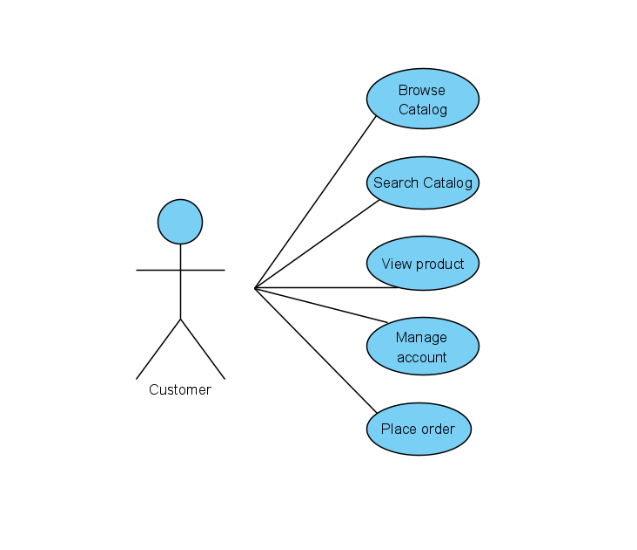 Browse
Catalog
Search Catalog
View product
Manage
account
Customer
Place order